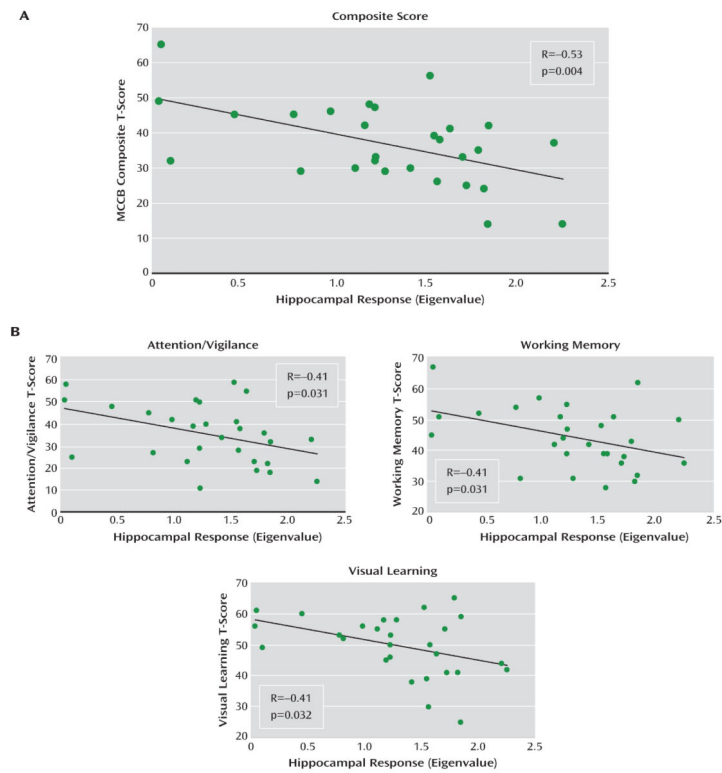 A
Composite Score
R=–0.53
p=0.004
MCCB Composite T-Score
70
60
50
40
30
20
10
0
0 0.5 1.0 1.5 2.0 2.5
Hippocampal Response (Eigenvalue)
B
Attention/Vigilance
R=–0.41
p=0.031
Attention/Vigilance T-Score
70
60
50
40
30
20
10
0
0 0.5 1.0 1.5 2.0 2.5
Hippocampal Response (Eigenvalue)
Working Memory
R=–0.41
p=0.031
Working Memory T-Score
70
60
50
40
30
20
0 0.5 1.0 1.5 2.0 2.5
Hippocampal Response (Eigenvalue)
Visual Learning
R=–0.41
p=0.032
Visual Learning T-Score
70
60
50
40
30
20
0 0.5 1.0 1.5 2.0 2.5
Hippocampal Response (Eigenvalue)